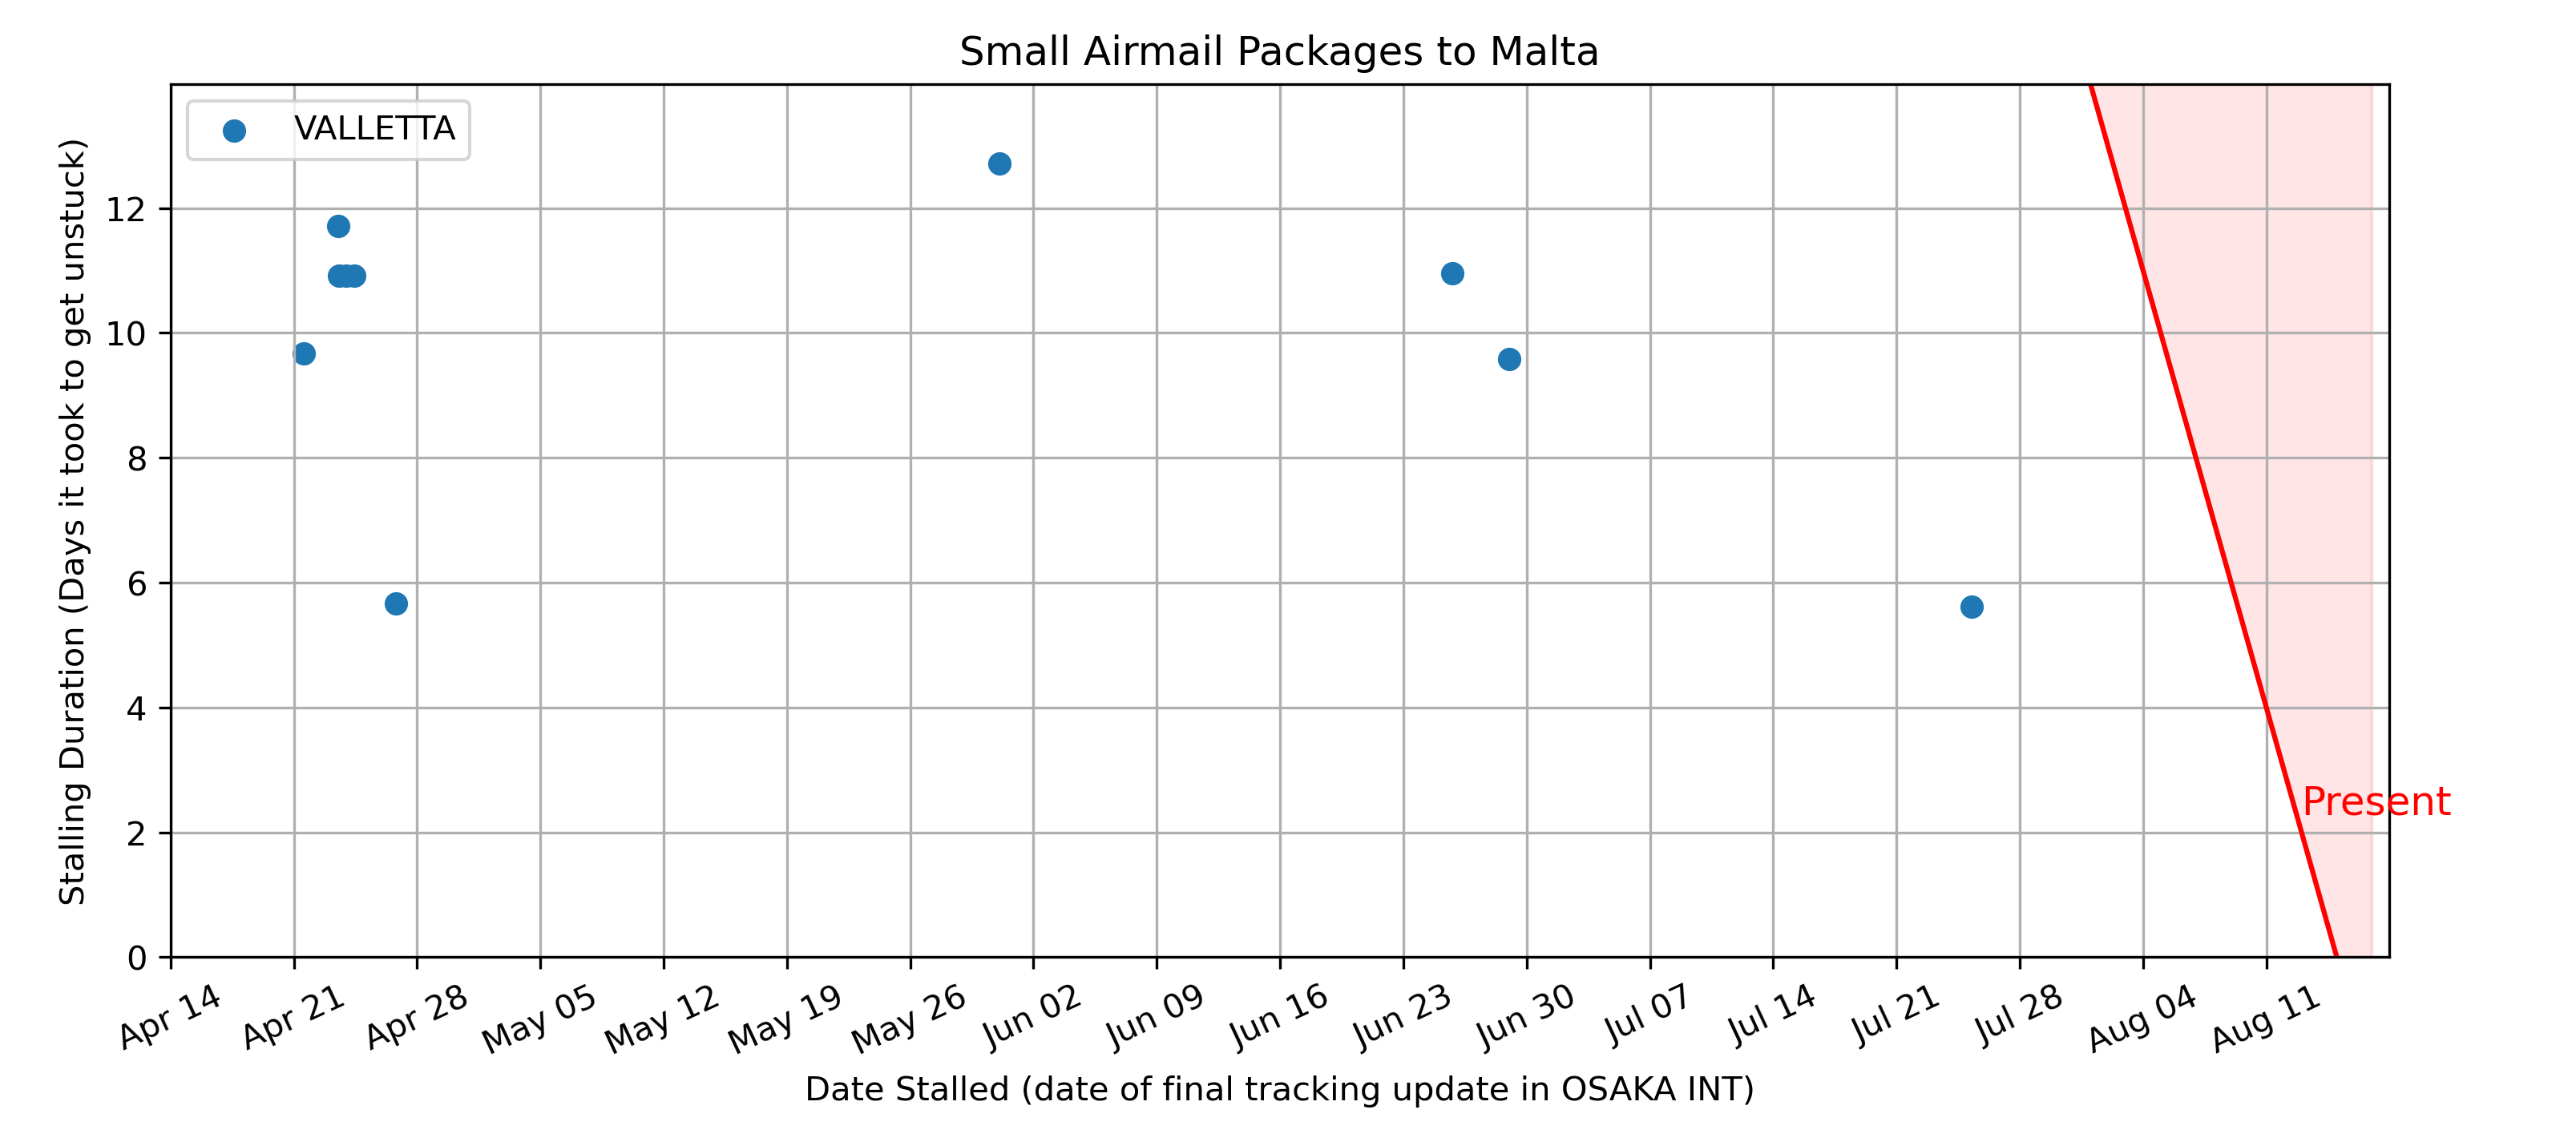 Small Airmail Packages to Malta
VALLETTA
Stalling Duration (Days it took to get unstuck)
12
10
8
6
4
2
0
Present
Apr 14
Apr 21
Apr 28
May 05
May 12
May 19
May 26
Jun 02
Jun 09
Jun 16
Jun 23
Jun 30
Jul 07
Jul 14
Jul 21
Jul 28
Aug 04
Aug 11
Date Stalled (date of final tracking update in OSAKA INT)